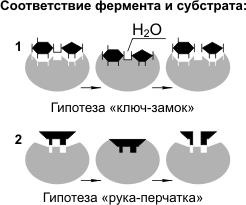 Соответствие фермента и субстрата:
H₂O
1
Гипотеза «ключ-замок»
2
Гипотеза «рука-перчатка»